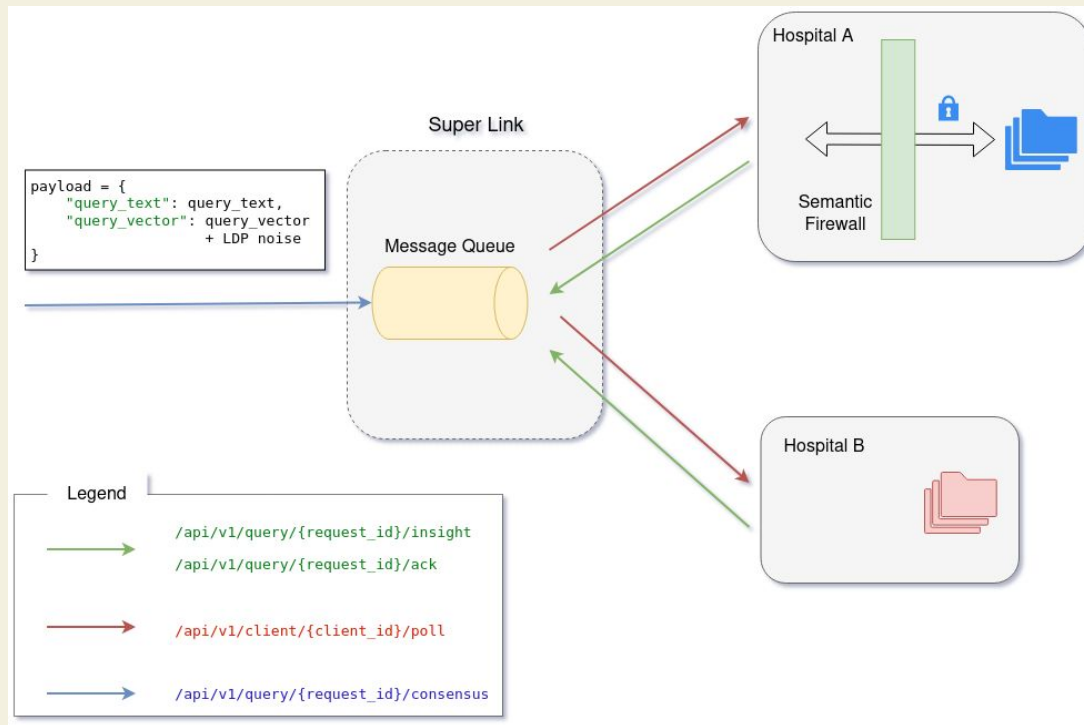 Hospital A
Super Link
payload = {
    "query_text": query_text,
    "query_vector": query_vector
                    + LDP noise
}
Semantic
Firewall
Message Queue
Hospital B
Legend
/api/v1/query/{request_id}/insight
/api/v1/query/{request_id}/ack
/api/v1/client/{client_id}/poll
/api/v1/query/{request_id}/consensus